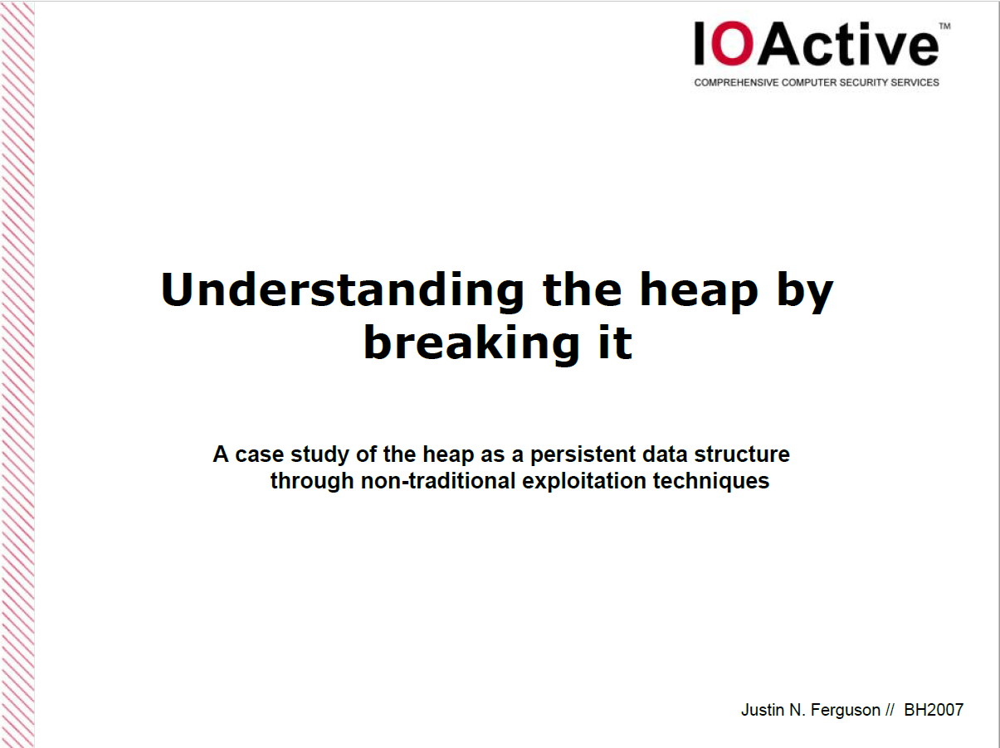 IOActive™
COMPREHENSIVE COMPUTER SECURITY SERVICES
Understanding the heap by
breaking it
A case study of the heap as a persistent data structure
through non-traditional exploitation techniques
Justin N. Ferguson // BH2007